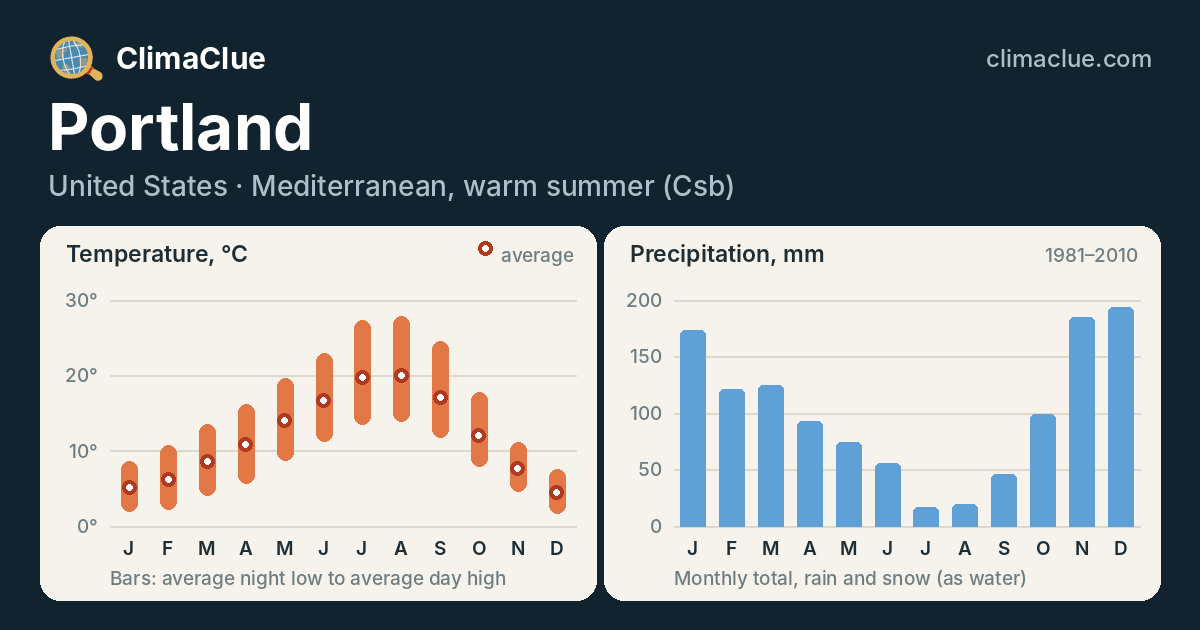 ClimaClue
climaclue.com
Portland
United States · Mediterranean, warm summer (Csb)
Temperature, °C
average
30°
20°
10°
0°
J F M A M J J A S O N D
Bars: average night low to average day high
Precipitation, mm
1981–2010
200
150
100
50
0
J F M A M J J A S O N D
Monthly total, rain and snow (as water)